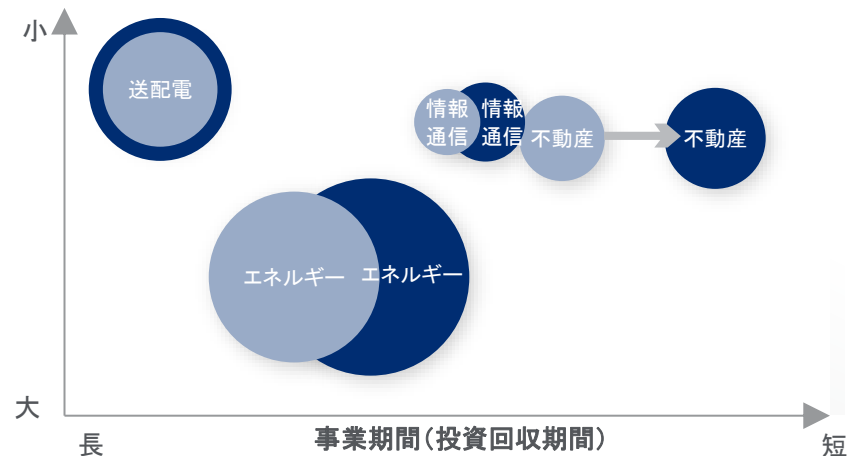 小
送配電
情報
通信
情報
通信
不動産
不動産
エネルギー
エネルギー
大
長
事業期間(投資回収期間)
短